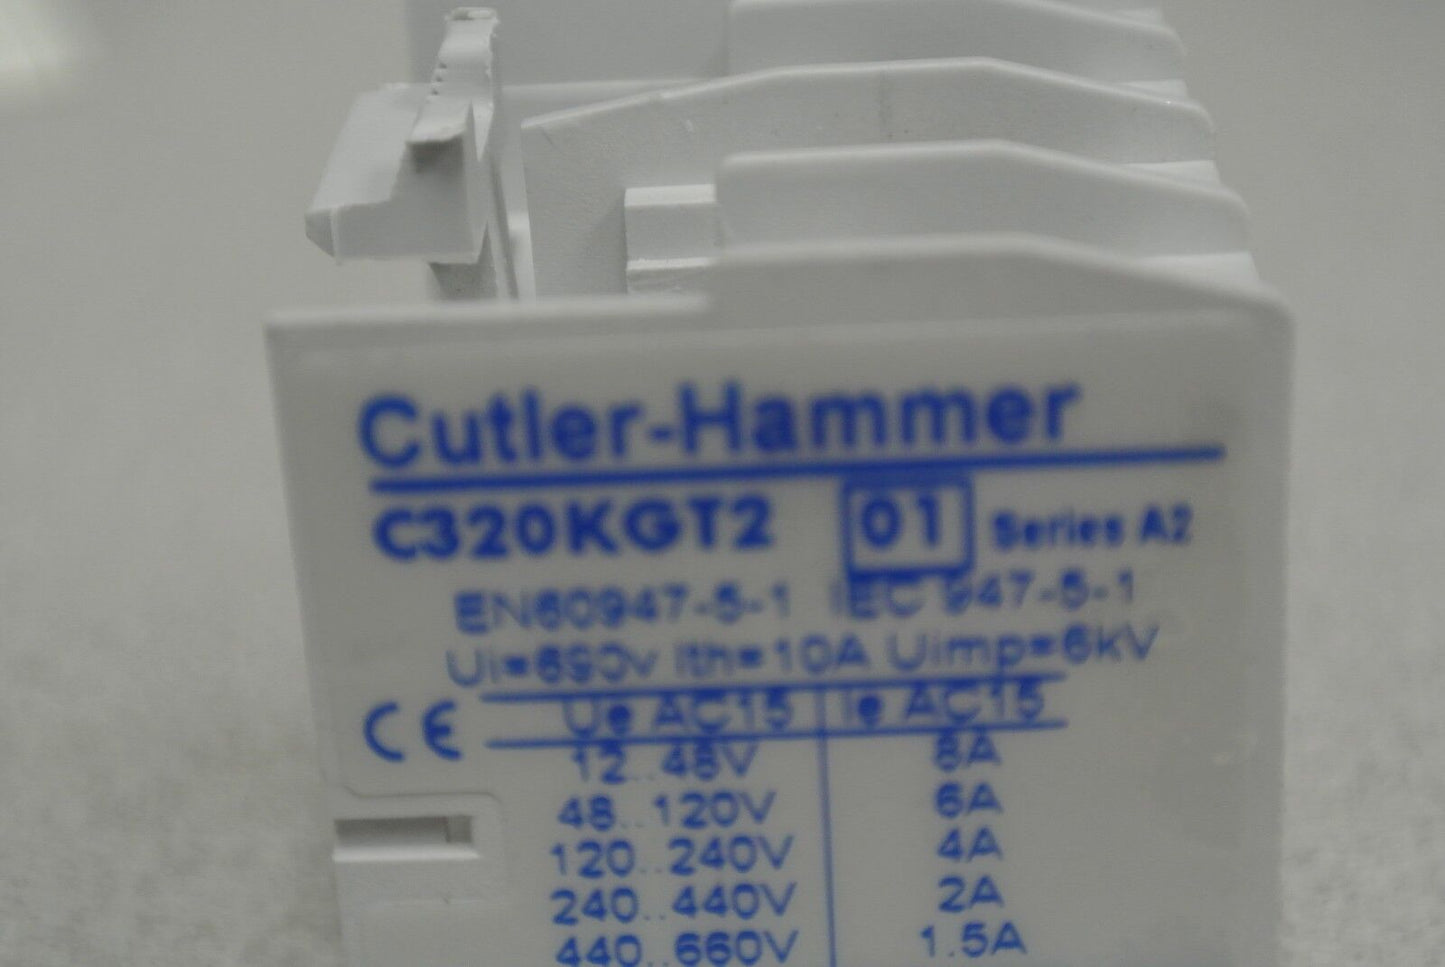 Cutler-Hammer
C320KGT2 01 Series A2
EN60947-5-1 IEC 947-5-1
Ui=690v Ith=10A Uimp=6kV
CE Ue AC15 Ie AC15
12..48V 8A
48..120V 6A
120..240V 4A
240..440V 2A
440..660V 1.5A